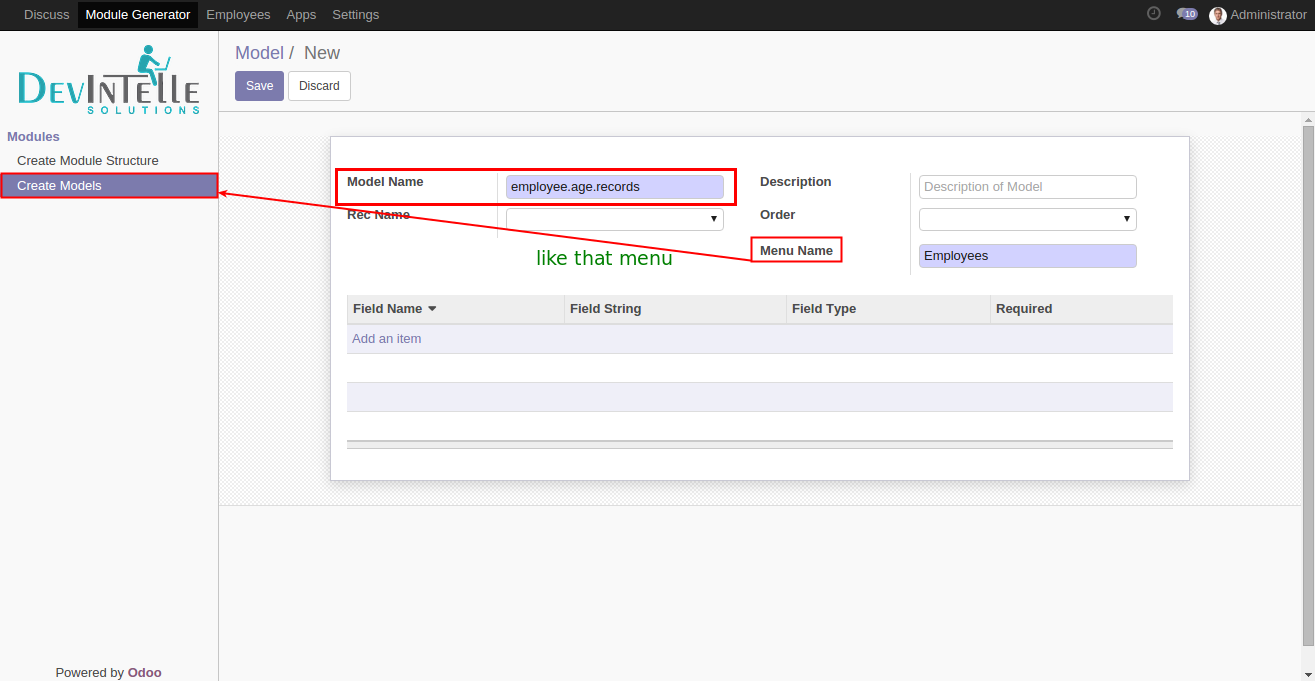 Discuss Module Generator Employees Apps Settings 10 Administrator
DEVINTELLE
SOLUTIONS
Modules
Create Module Structure
Create Models
Powered by Odoo
Model / New
Save Discard
Model Name employee.age.records Description Description of Model
Rec Name Order
like that menu Menu Name Employees
Field Name Field String Field Type Required
Add an item